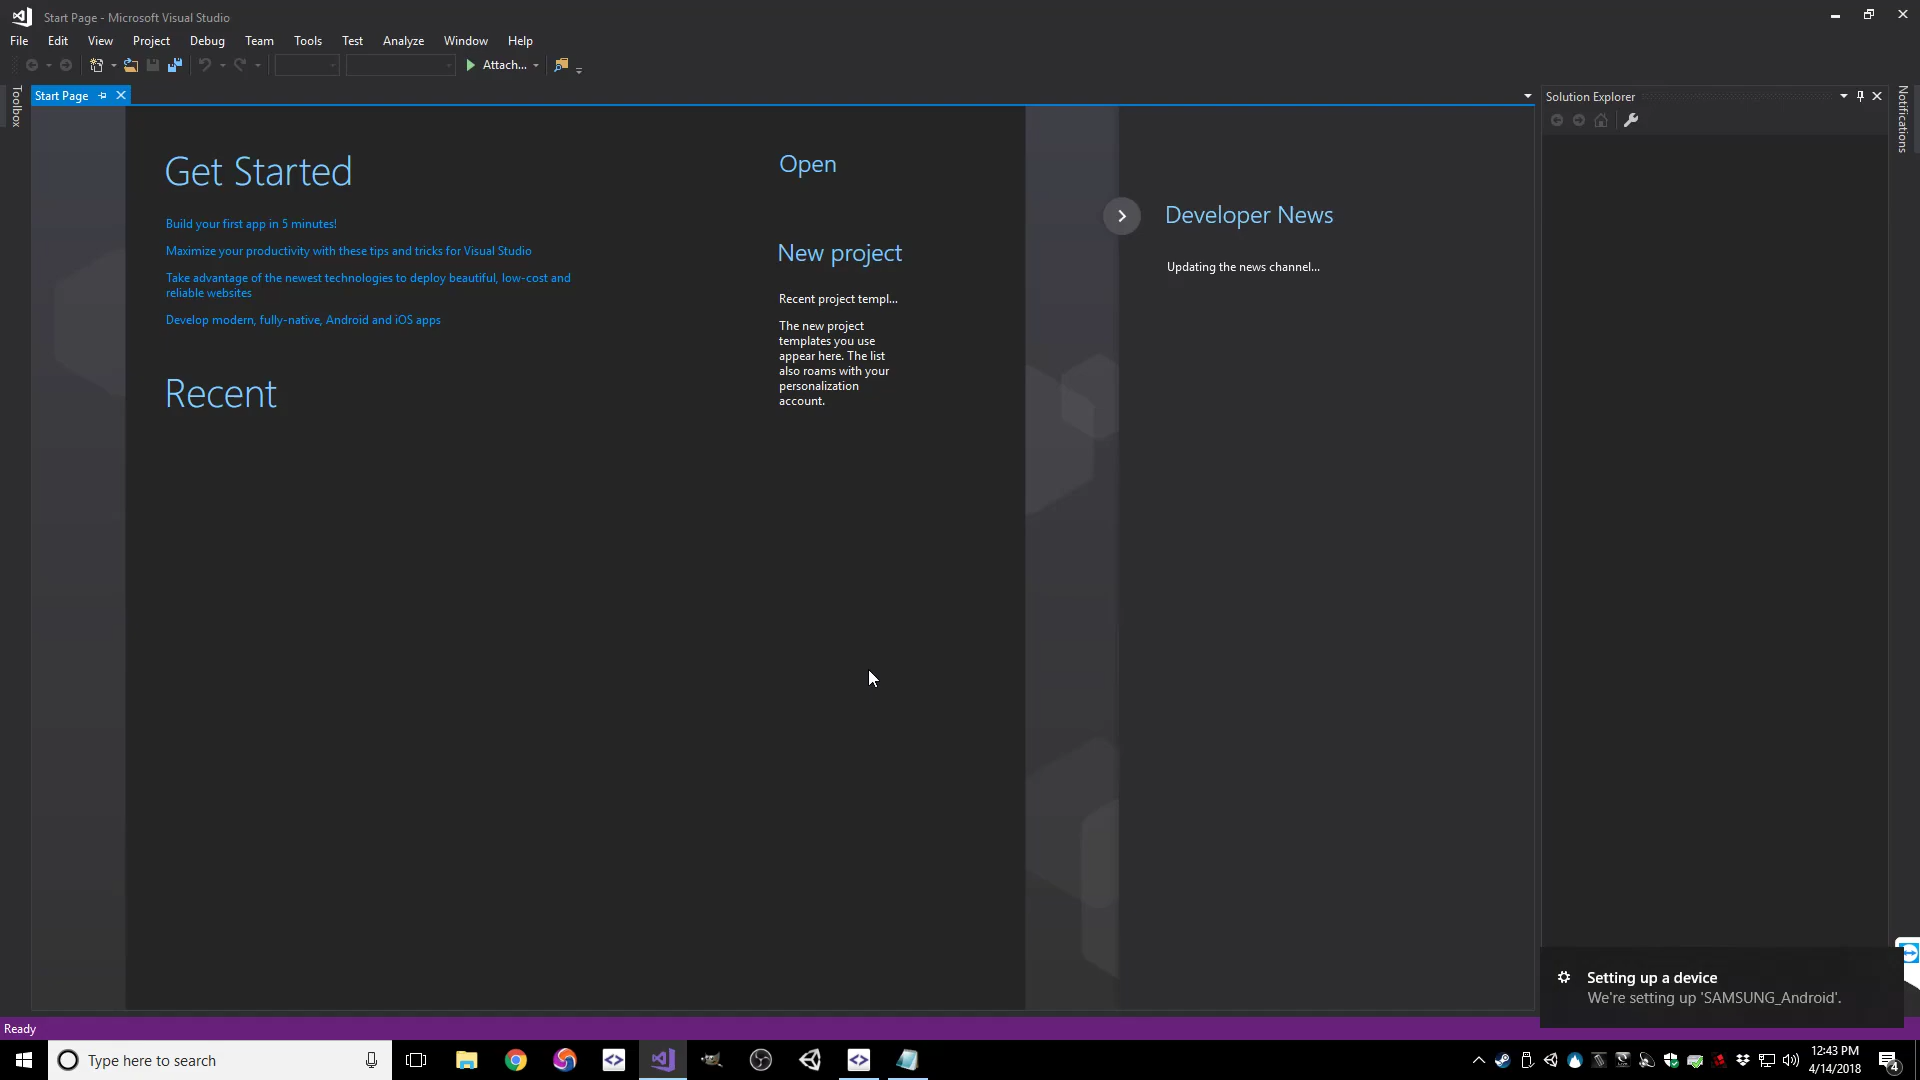 Start Page - Microsoft Visual Studio
File Edit View Project Debug Team Tools Test Analyze Window Help
Attach...
Toolbox
Start Page
Solution Explorer
Notifications
Get Started
Build your first app in 5 minutes!
Maximize your productivity with these tips and tricks for Visual Studio
Take advantage of the newest technologies to deploy beautiful, low-cost and
reliable websites
Develop modern, fully-native, Android and iOS apps
Recent
Open
New project
Recent project templ...
The new project
templates you use
appear here. The list
also roams with your
personalization
account.
Developer News
Updating the news channel...
Setting up a device
We're setting up 'SAMSUNG_Android'.
Ready
Type here to search
12:43 PM
4/14/2018
4